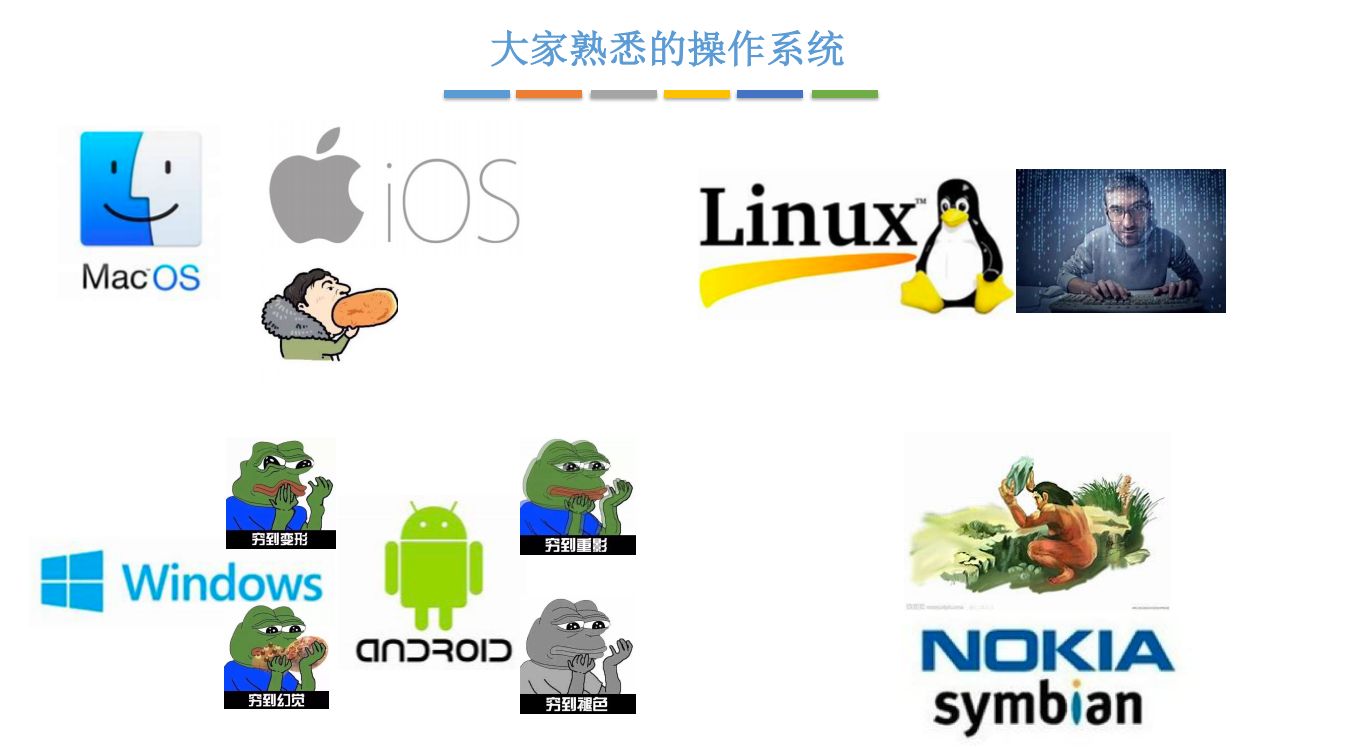 大家熟悉的操作系统
MacOS
iOS
Linux™
穷到变形
穷到重影
Windows
ANDROID
穷到幻觉
穷到褪色
NOKIA
symbian